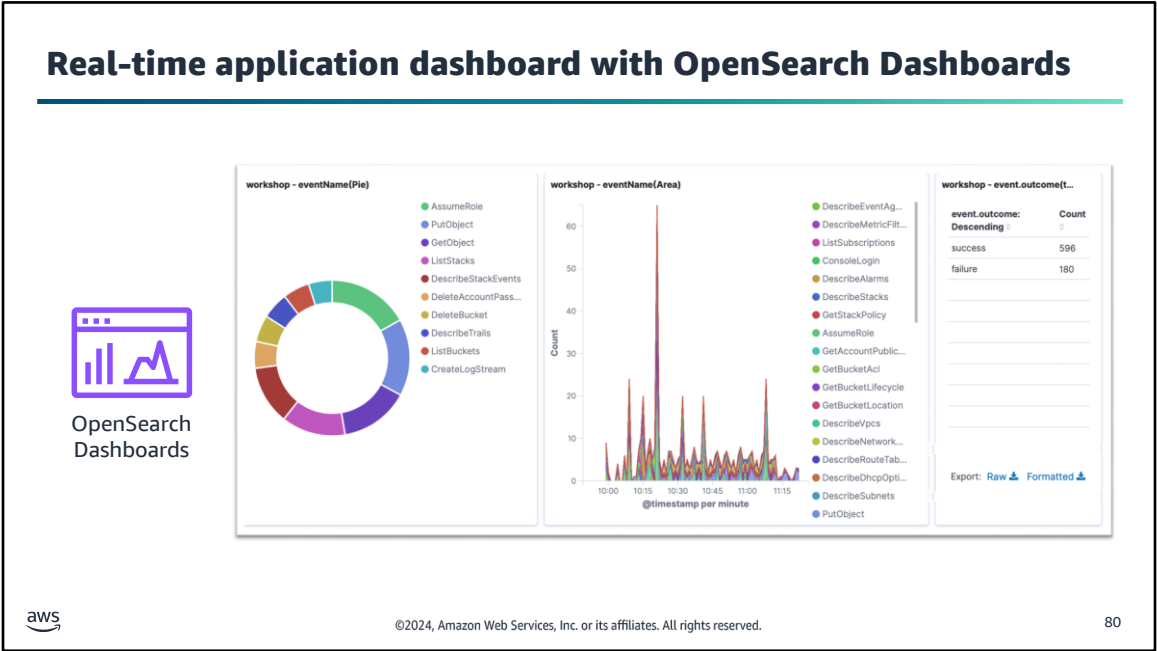 Real-time application dashboard with OpenSearch Dashboards
OpenSearch
Dashboards
workshop - eventName(Pie)
AssumeRole
PutObject
GetObject
ListStacks
DescribeStackEvents
DeleteAccountPass...
DeleteBucket
DescribeTrails
ListBuckets
CreateLogStream
workshop - eventName(Area)
Count
60
50
40
30
20
10
0
10:00 10:15 10:30 10:45 11:00 11:15
@timestamp per minute
DescribeEventAg...
DescribeMetricFilt...
ListSubscriptions
ConsoleLogin
DescribeAlarms
DescribeStacks
GetStackPolicy
AssumeRole
GetAccountPublic...
GetBucketAcl
GetBucketLifecycle
GetBucketLocation
DescribeVpcs
DescribeNetwork...
DescribeRouteTab...
DescribeDhcpOpti...
DescribeSubnets
PutObject
workshop - event.outcome(t...
event.outcome: Count
Descending
success 596
failure 180
Export: Raw Formatted
aws
©2024, Amazon Web Services, Inc. or its affiliates. All rights reserved.
80